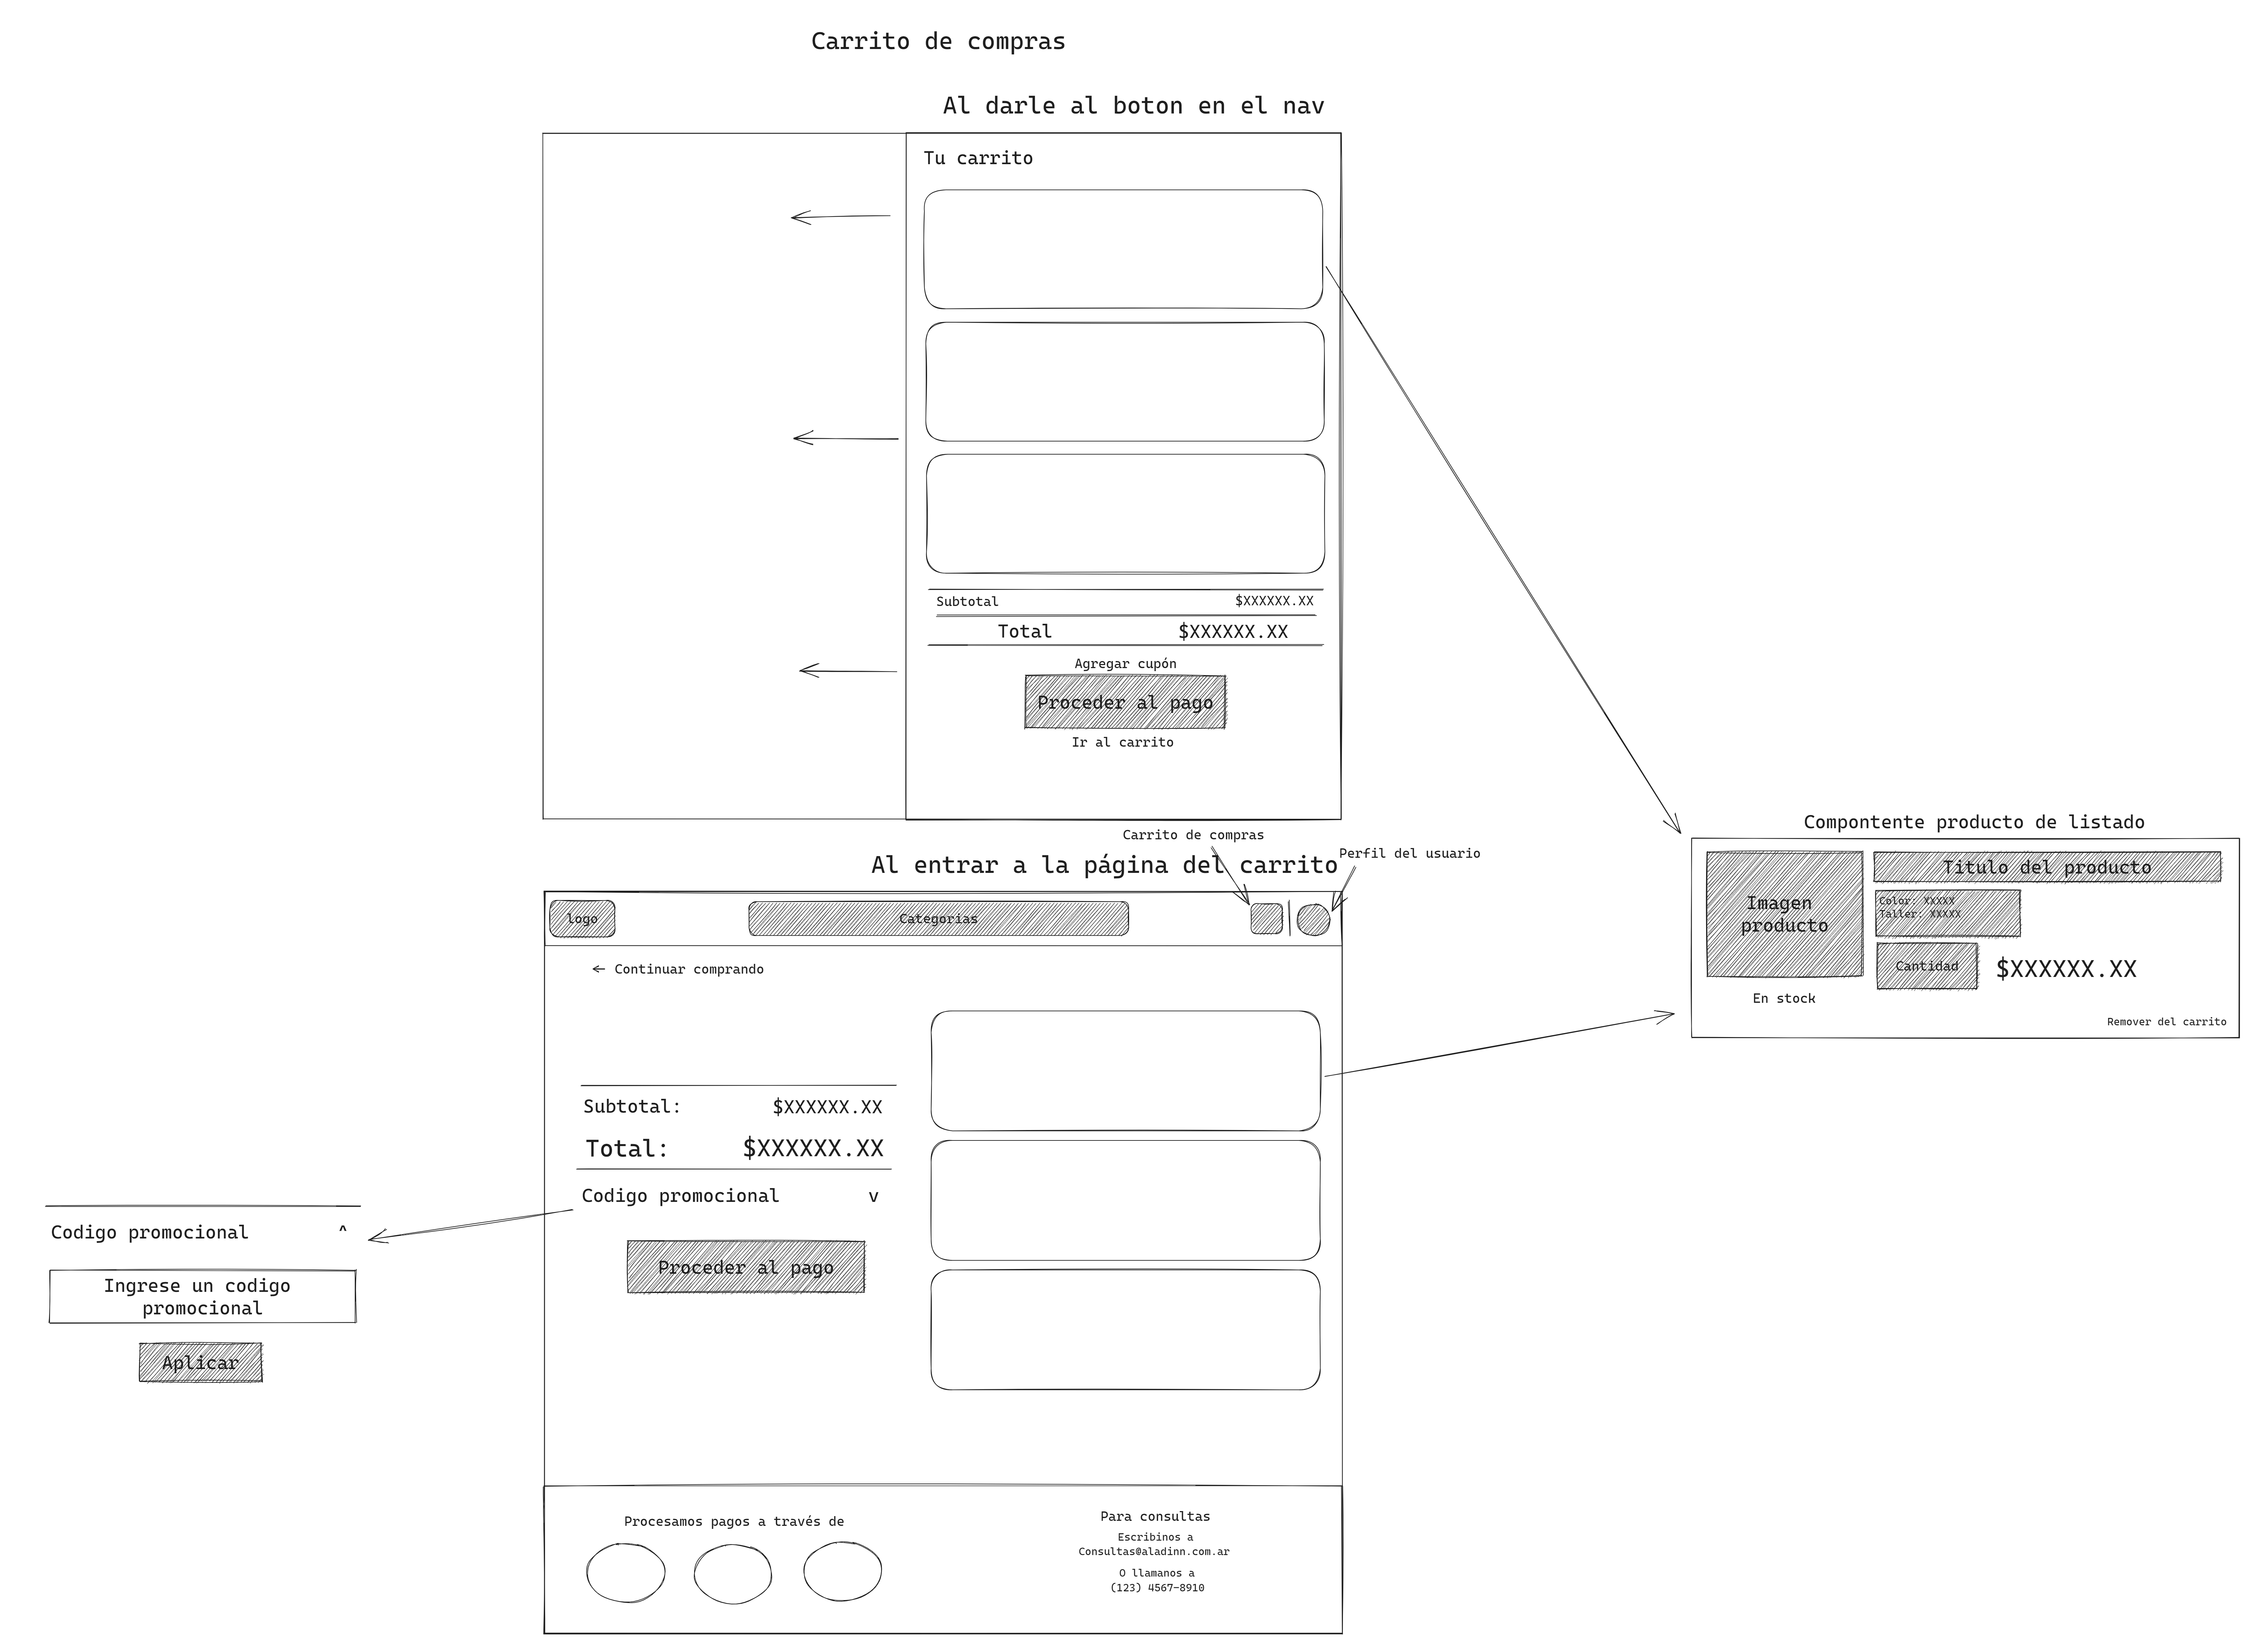 Carrito de compras
Al darle al boton en el nav
Tu carrito
Subtotal $XXXXXX.XX
Total $XXXXXX.XX
Agregar cupón
Proceder al pago
Ir al carrito
Carrito de compras
Perfil del usuario
Al entrar a la página del carrito
logo
Categorias
← Continuar comprando
Subtotal: $XXXXXX.XX
Total: $XXXXXX.XX
Codigo promocional v
Proceder al pago
Procesamos pagos a través de
Para consultas
Escribinos a
Consultas@aladinn.com.ar
O llamanos a
(123) 4567-8910
Compontente producto de listado
Imagen
producto
Titulo del producto
Color: XXXXX
Taller: XXXXX
Cantidad
$XXXXXX.XX
En stock
Remover del carrito
Codigo promocional ^
Ingrese un codigo
promocional
Aplicar